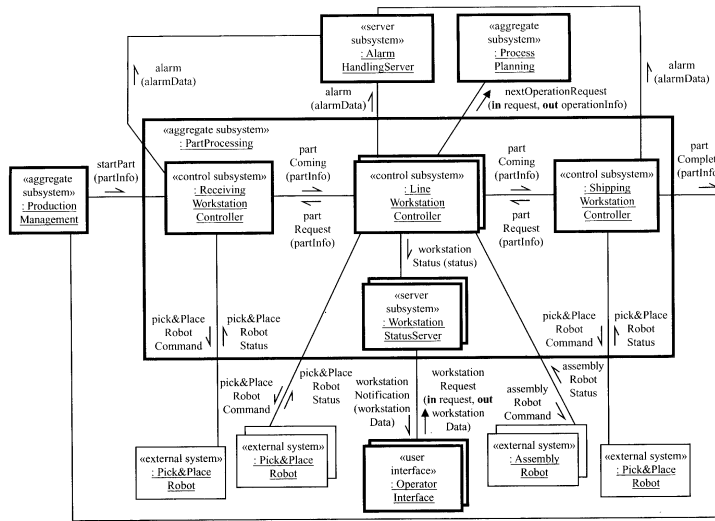 «server
subsystem»
: Alarm
HandlingServer
«aggregate
subsystem»
: Process
Planning
alarm
(alarmData)
alarm
(alarmData)
alarm
(alarmData)
nextOperationRequest
(in request, out operationInfo)
«aggregate subsystem»
: PartProcessing
«aggregate
subsystem»
: Production
Management
startPart
(partInfo)
«control subsystem»
: Receiving
Workstation
Controller
part
Coming
(partInfo)
part
Request
(partInfo)
«control subsystem»
: Line
Workstation
Controller
part
Coming
(partInfo)
part
Request
(partInfo)
«control subsystem»
: Shipping
Workstation
Controller
part
Complet
(partInfo
workstation
Status (status)
«server
subsystem»
: Workstation
StatusServer
pick&Place
Robot
Command
pick&Place
Robot
Status
pick&Place
Robot
Command
pick&Place
Robot
Status
workstation
Notification
(workstation
Data)
workstation
Request
(in request, out
workstation
Data)
assembly
Robot
Status
assembly
Robot
Command
pick&Place
Robot
Command
pick&Place
Robot
Status
«external system»
: Pick&Place
Robot
«external system»
: Pick&Place
Robot
«user
interface»
: Operator
Interface
«external system»
: Assembly
Robot
«external system»
: Pick&Place
Robot